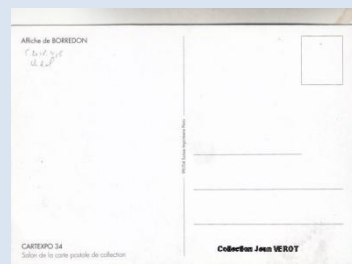 Affiche de BORREDON
CARTEXPO 34
Salon de la carte postale de collection
Collection Jean VEROT